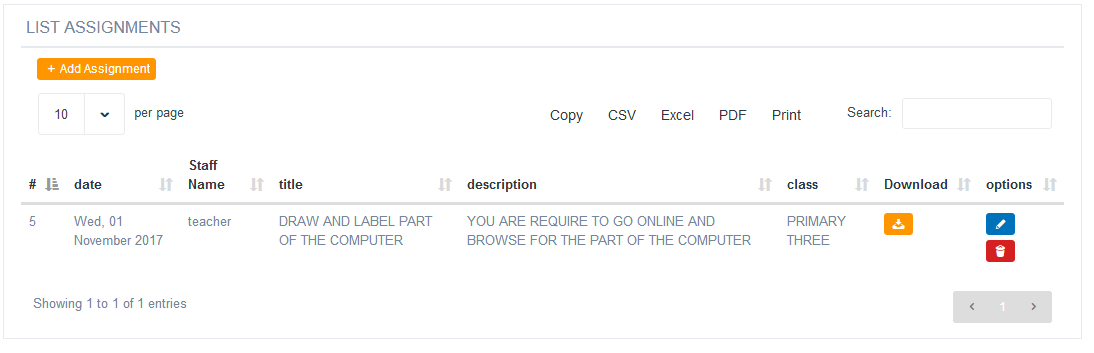 LIST ASSIGNMENTS
+ Add Assignment
10 per page Copy CSV Excel PDF Print Search:
# date Staff Name title description class Download options
5 Wed, 01 teacher DRAW AND LABEL PART YOU ARE REQUIRE TO GO ONLINE AND PRIMARY
November 2017 OF THE COMPUTER BROWSE FOR THE PART OF THE COMPUTER THREE
Showing 1 to 1 of 1 entries ‹ 1 ›